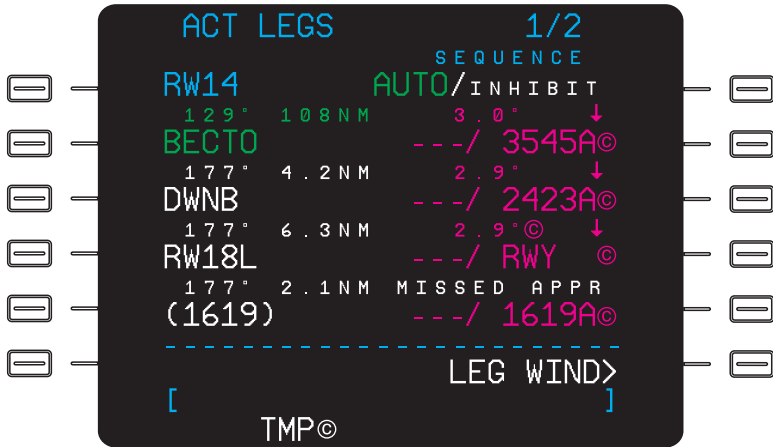 ACT LEGS 1/2
SEQUENCE
RW14 AUTO/INHIBIT
129° 108NM 3.0° ↓
BECTO ---/ 3545A©
177° 4.2NM 2.9° ↓
DWNB ---/ 2423A©
177° 6.3NM 2.9°© ↓
RW18L ---/ RWY ©
177° 2.1NM MISSED APPR
(1619) ---/ 1619A©
--------------------------------
LEG WIND>
[ ]
TMP©